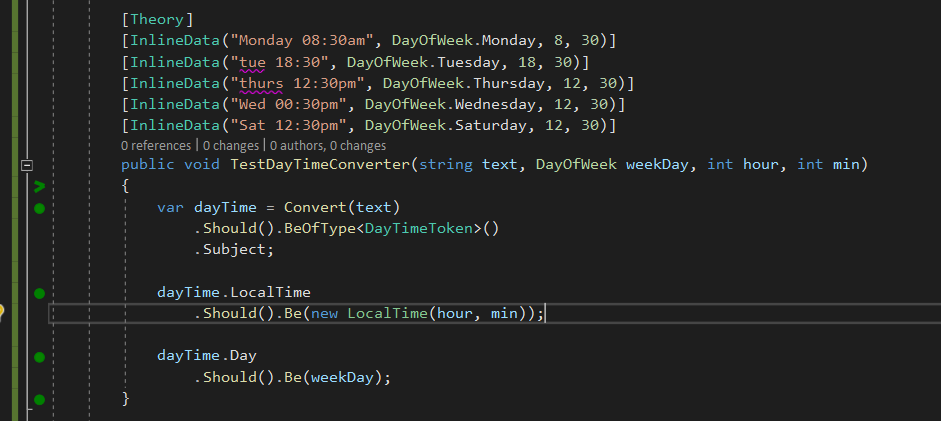 [Theory]
[InlineData("Monday 08:30am", DayOfWeek.Monday, 8, 30)]
[InlineData("tue 18:30", DayOfWeek.Tuesday, 18, 30)]
[InlineData("thurs 12:30pm", DayOfWeek.Thursday, 12, 30)]
[InlineData("Wed 00:30pm", DayOfWeek.Wednesday, 12, 30)]
[InlineData("Sat 12:30pm", DayOfWeek.Saturday, 12, 30)]
0 references | 0 changes | 0 authors, 0 changes
public void TestDayTimeConverter(string text, DayOfWeek weekDay, int hour, int min)
{
var dayTime = Convert(text)
.Should().BeOfType<DayTimeToken>()
.Subject;
dayTime.LocalTime
.Should().Be(new LocalTime(hour, min));
dayTime.Day
.Should().Be(weekDay);
}